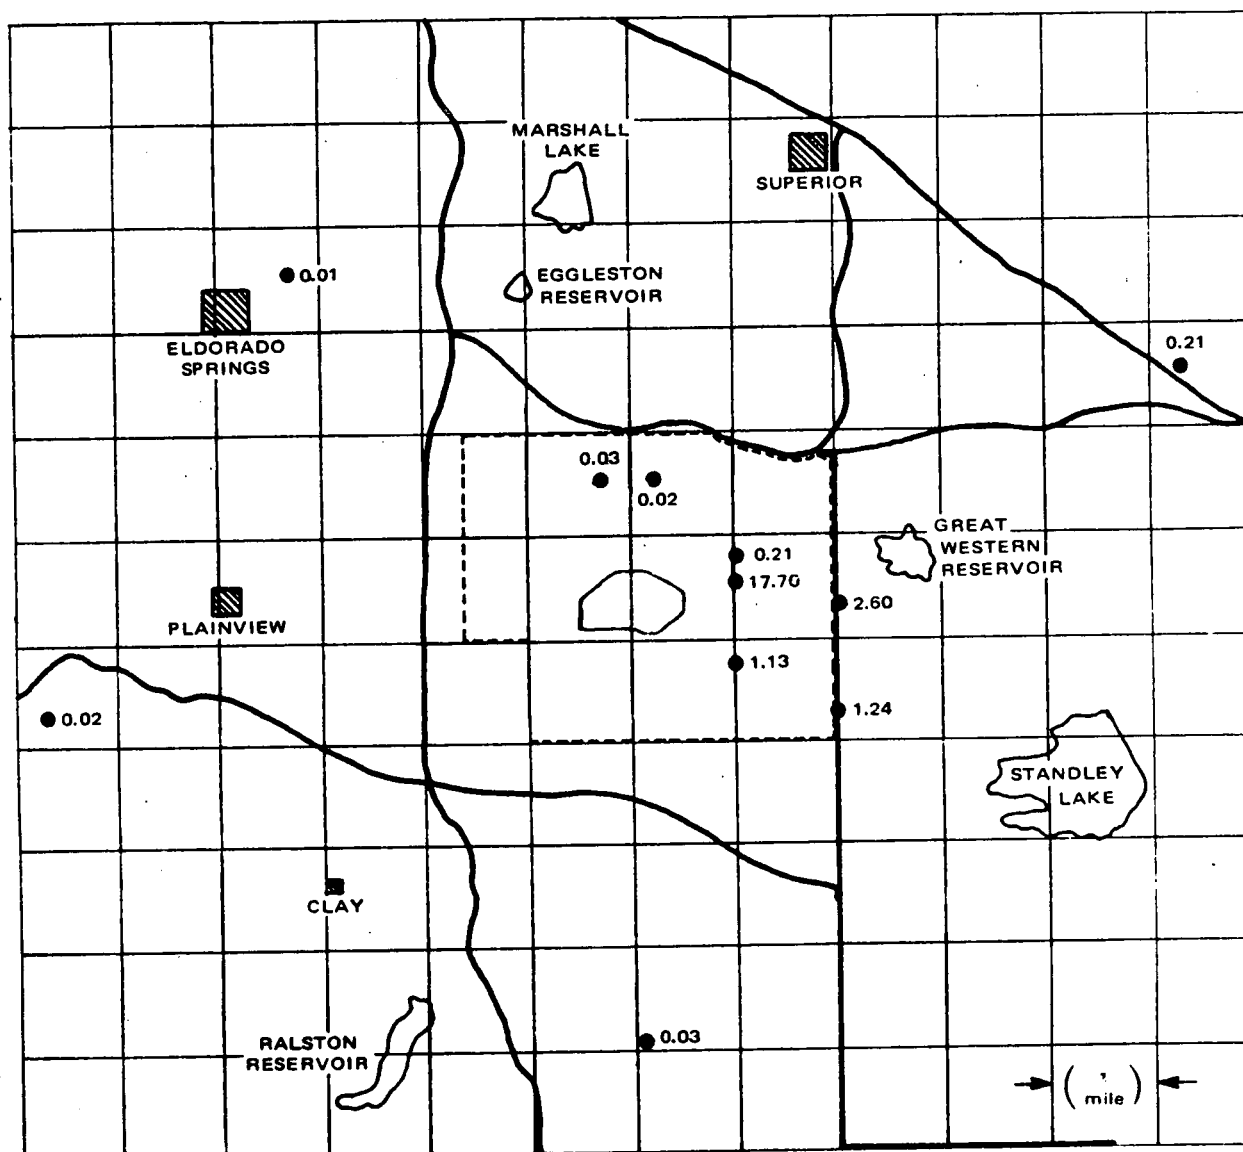 MARSHALL
LAKE
SUPERIOR
0.01
EGGLESTON
RESERVOIR
ELDORADO
SPRINGS
0.21
0.03
0.02
GREAT
WESTERN
RESERVOIR
0.21
17.70
2.60
PLAINVIEW
1.13
0.02
1.24
STANDLEY
LAKE
CLAY
RALSTON
RESERVOIR
0.03
mile